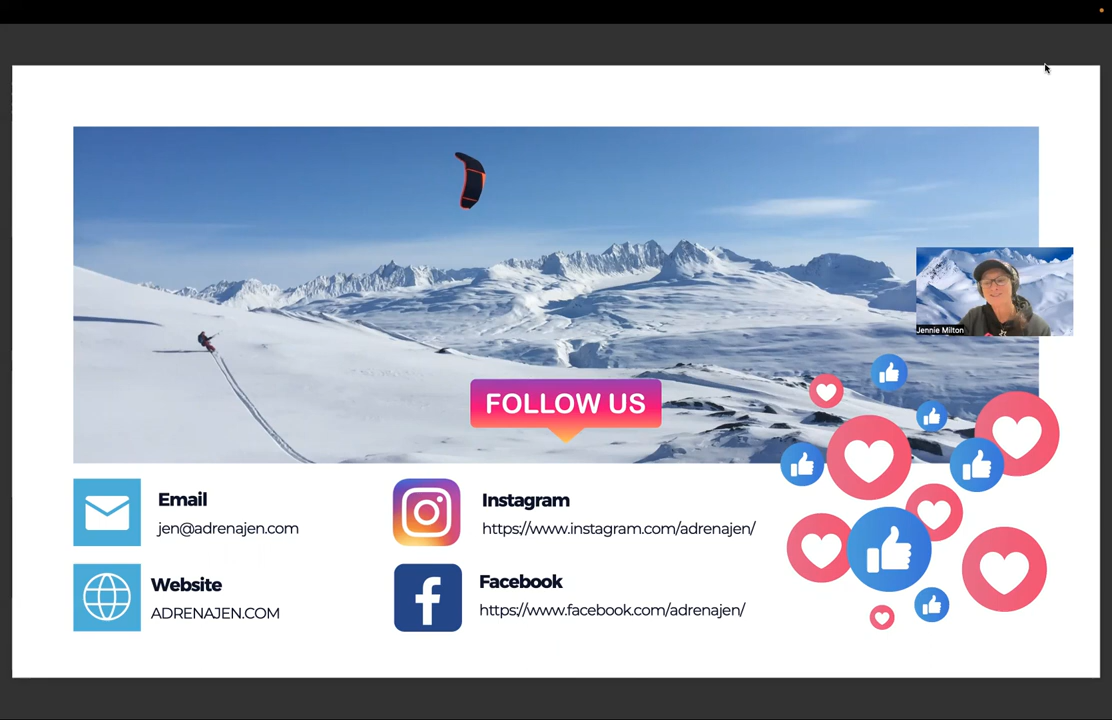 Jennie Milton
FOLLOW US
Email
jen@adrenajen.com
Instagram
https://www.instagram.com/adrenajen/
Website
ADRENAJEN.COM
Facebook
https://www.facebook.com/adrenajen/